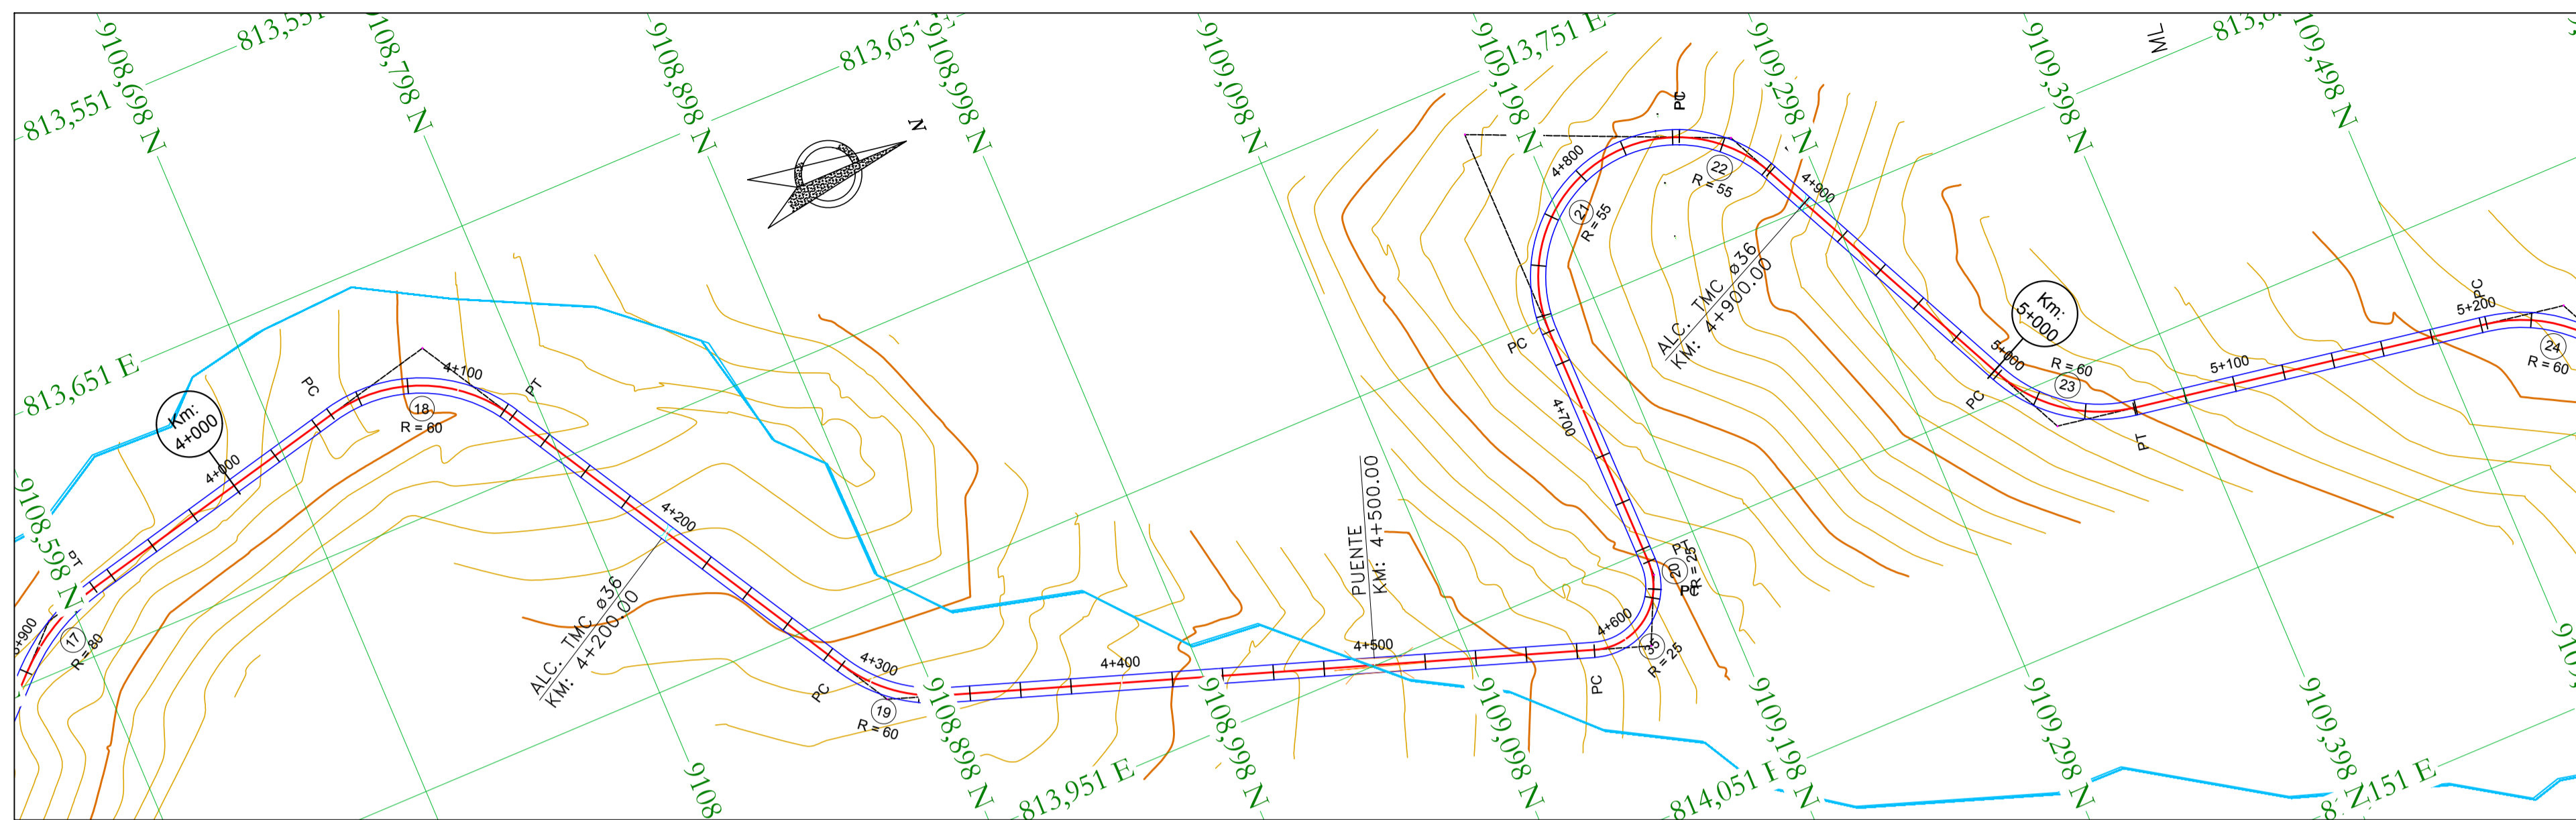 813,551
9108,698 N
9108,798 N
9108,898 N
9108,998 N
9109,098 N
9109,198 N
813,751 E
9109,298 N
9109,398 N
9109,498 N
ML
813,551
N
813,651 E
9108,598 N
Km:
4+000
4+000
PT
17
R = 80
PC
18
R = 60
4+100
PT
4+200
ALC. TMC ø36
KM: 4+200.00
PC
4+300
19
R = 60
9108
9108,898 N
813,951 E
4+400
9108,998 N
PUENTE
KM: 4+500.00
4+500
9109,098 N
PC
4+600
35
R = 25
20
R = 25
PT
4+700
PC
21
R = 55
4+800
PC
22
R = 55
4+900
ALC. TMC ø36
KM: 4+900.00
9109,198 N
814,051 E
Km:
5+000
5+000
PC
R = 60
23
PT
5+100
9109,298 N
9109,398 N
151 E
5+200
PC
24
R = 60